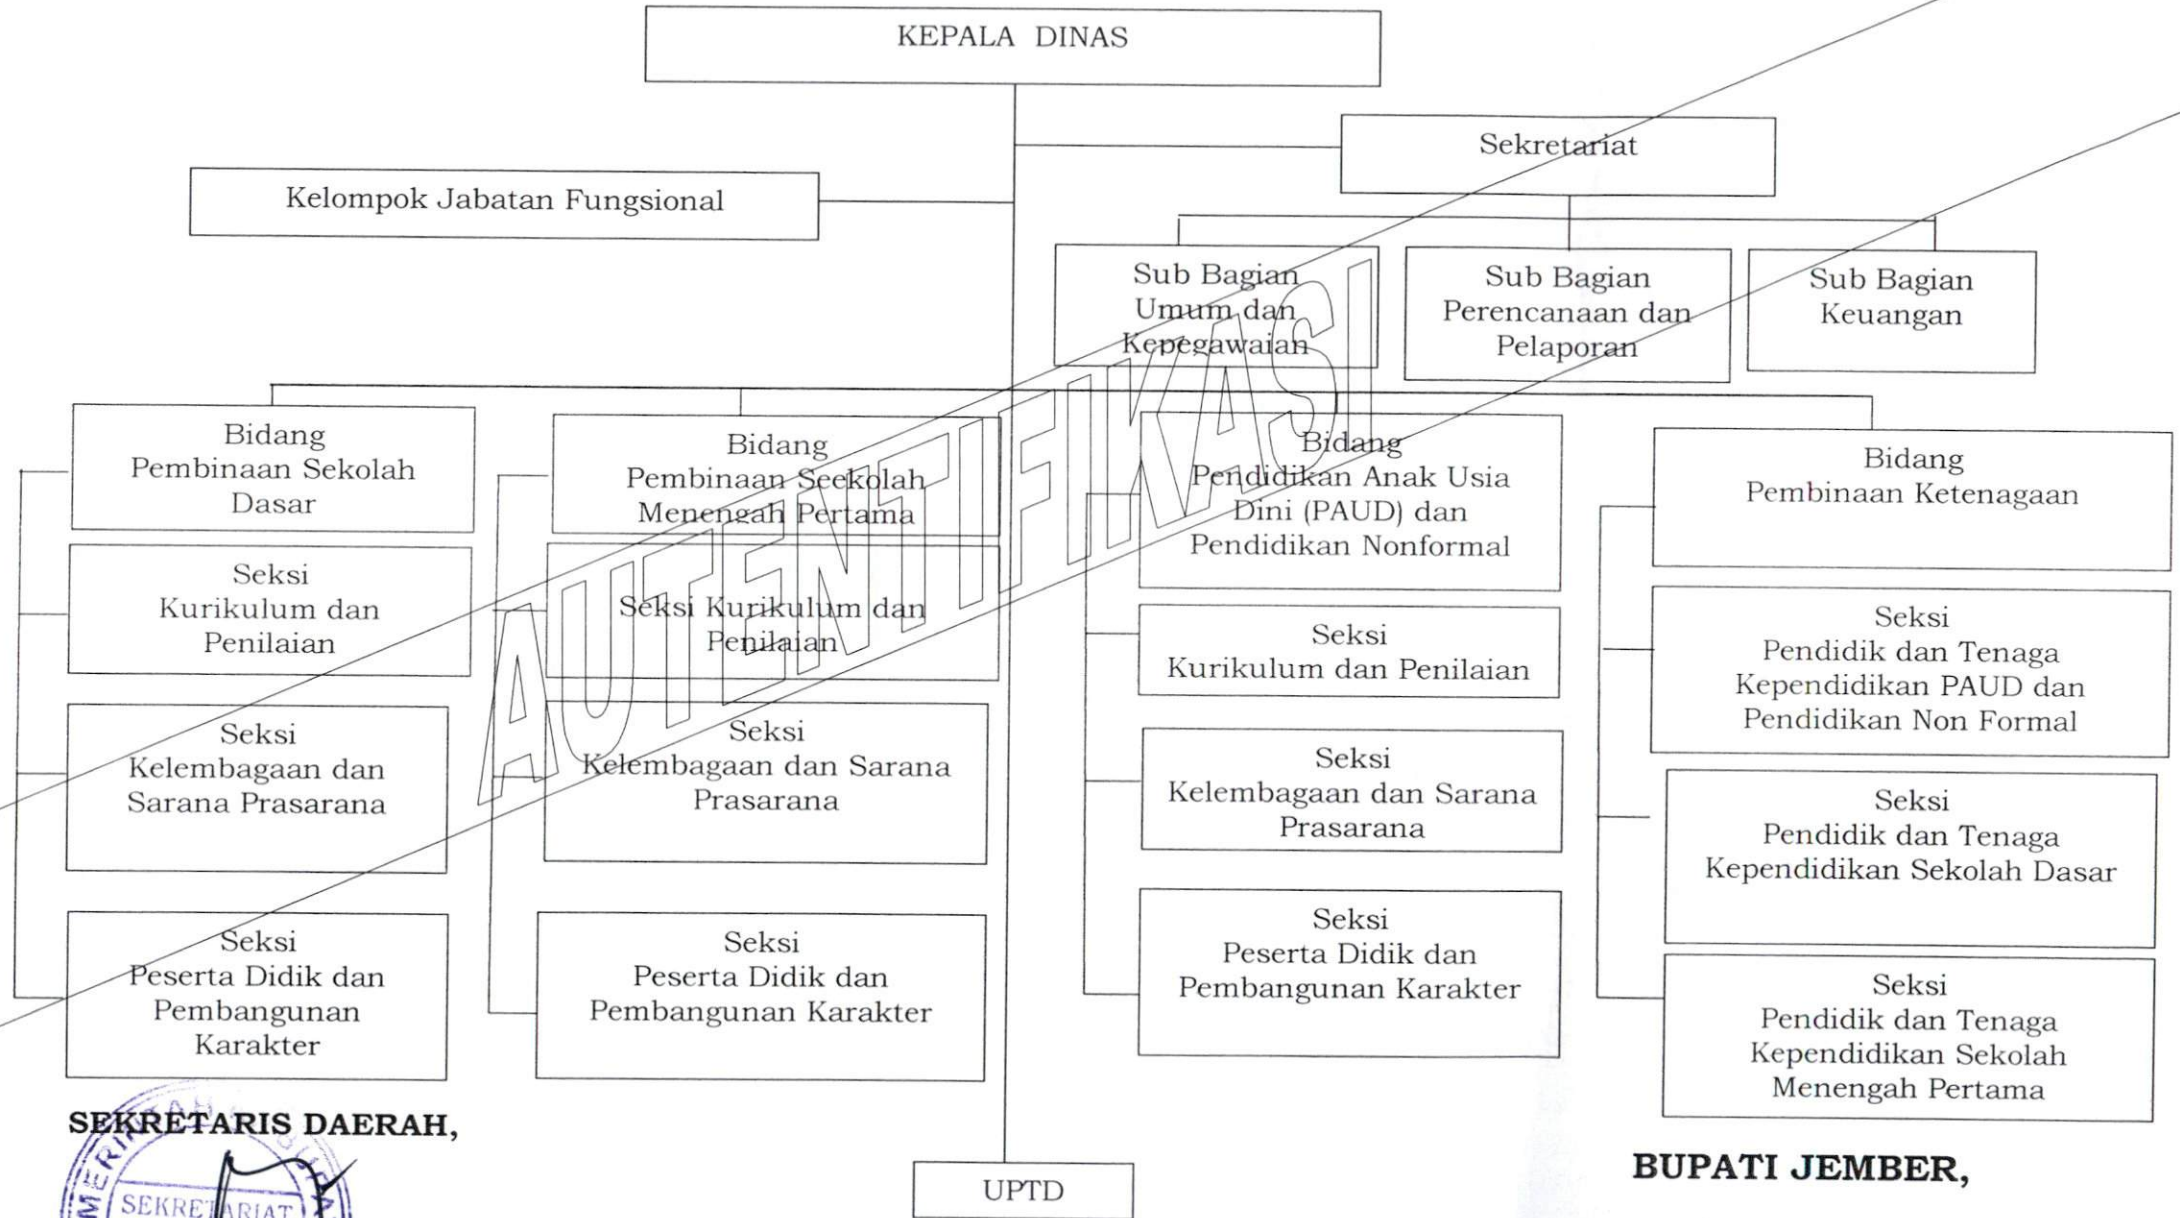 KEPALA DINAS
Sekretariat
Kelompok Jabatan Fungsional
Sub Bagian
Umum dan
Kepegawaian
Sub Bagian
Perencanaan dan
Pelaporan
Sub Bagian
Keuangan
Bidang
Pembinaan Sekolah
Dasar
Seksi
Kurikulum dan
Penilaian
Seksi
Kelembagaan dan
Sarana Prasarana
Seksi
Peserta Didik dan
Pembangunan
Karakter
Bidang
Pembinaan Seekolah
Menengah Pertama
Seksi Kurikulum dan
Penilaian
Seksi
Kelembagaan dan Sarana
Prasarana
Seksi
Peserta Didik dan
Pembangunan Karakter
Bidang
Pendidikan Anak Usia
Dini (PAUD) dan
Pendidikan Nonformal
Seksi
Kurikulum dan Penilaian
Seksi
Kelembagaan dan Sarana
Prasarana
Seksi
Peserta Didik dan
Pembangunan Karakter
Bidang
Pembinaan Ketenagaan
Seksi
Pendidik dan Tenaga
Kependidikan PAUD dan
Pendidikan Non Formal
Seksi
Pendidik dan Tenaga
Kependidikan Sekolah Dasar
Seksi
Pendidik dan Tenaga
Kependidikan Sekolah
Menengah Pertama
AUTENTIFIKASI
UPTD
SEKRETARIS DAERAH,
SEKRETARIAT
BUPATI JEMBER,